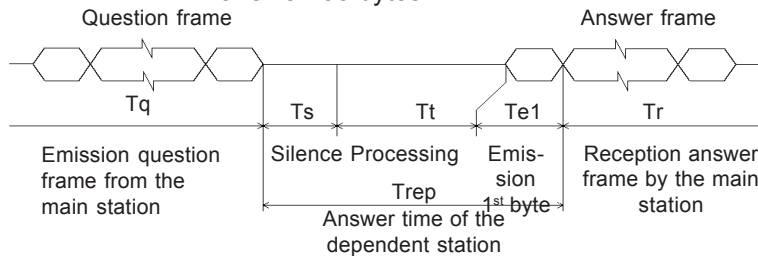 Question frame
Answer frame
Tq
Ts
Tt
Te1
Tr
Emission question
frame from the
main station
Silence Processing
Emis-
sion
1st byte
Reception answer
frame by the main
station
Trep
Answer time of the
dependent station